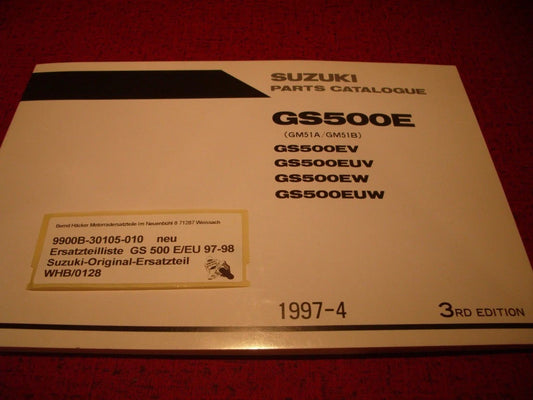 SUZUKI
PARTS CATALOGUE
GS500E
(GM51A/GM51B)
GS500EV
GS500EUV
GS500EW
GS500EUW
Bernd Häcker Motorradersatzteile Im Neuenbühl 8 71287 Weissach
9900B-30105-010 neu
Ersatzteilliste GS 500 E/EU 97-98
Suzuki-Original-Ersatzteil
WHB/0128
1997-4
3RD EDITION